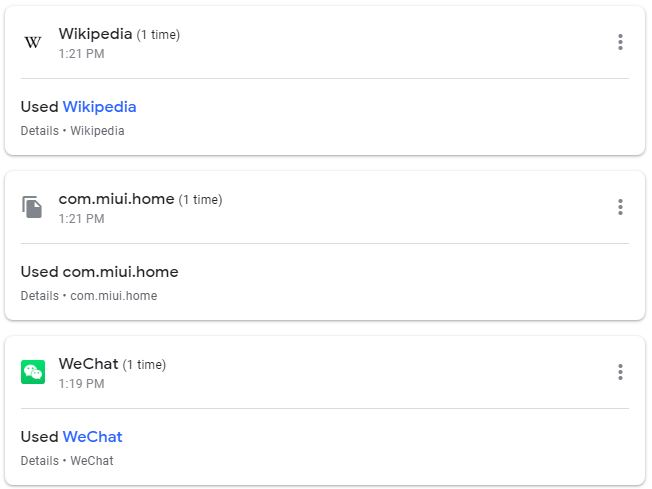 W
Wikipedia (1 time)
1:21 PM
Used Wikipedia
Details • Wikipedia
com.miui.home (1 time)
1:21 PM
Used com.miui.home
Details • com.miui.home
WeChat (1 time)
1:19 PM
Used WeChat
Details • WeChat